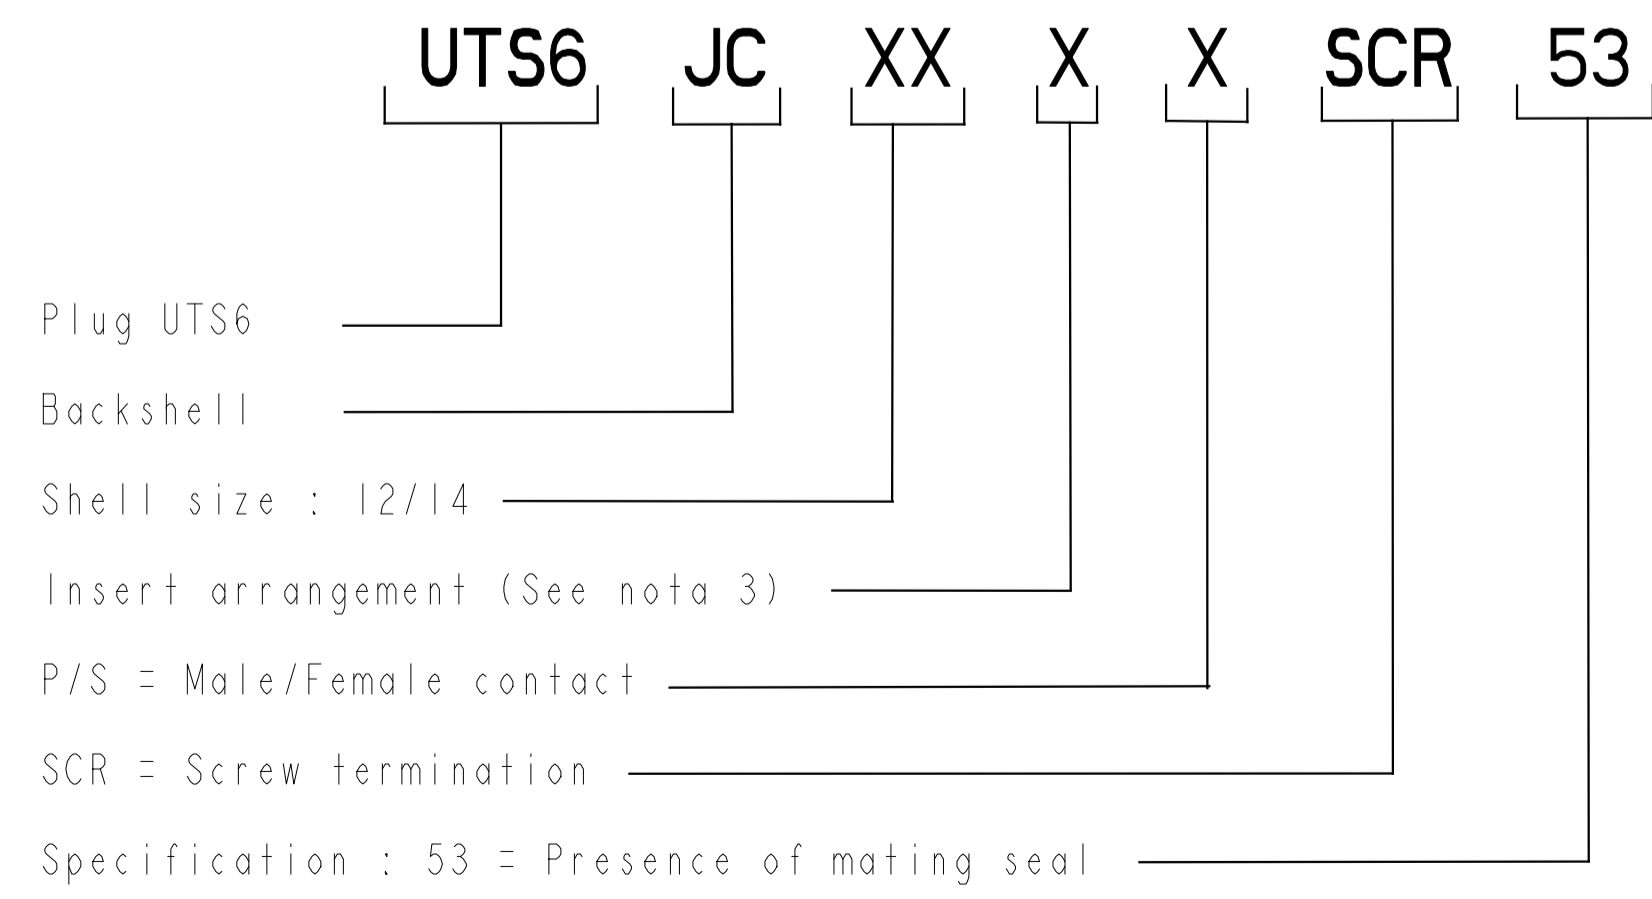 UTS6 JC XX X X SCR 53
Plug UTS6
Backshell
Shell size : 12/14
Insert arrangement (See nota 3)
P/S = Male/Female contact
SCR = Screw termination
Specification : 53 = Presence of mating seal